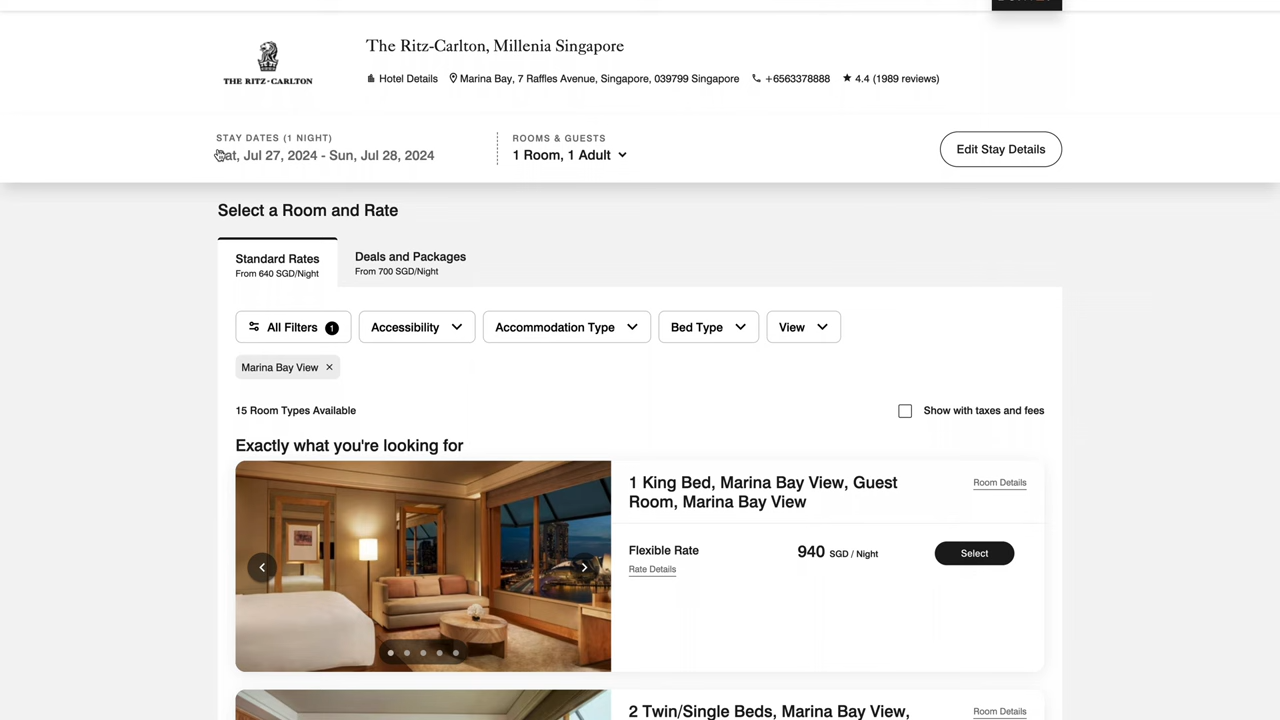 The Ritz-Carlton, Millenia Singapore
THE RITZ-CARLTON
Hotel Details
Marina Bay, 7 Raffles Avenue, Singapore, 039799 Singapore
+6563378888
4.4 (1989 reviews)
STAY DATES (1 NIGHT)
Jul 27, 2024 - Sun, Jul 28, 2024
ROOMS & GUESTS
1 Room, 1 Adult
Edit Stay Details
Select a Room and Rate
Standard Rates
From 640 SGD/Night
Deals and Packages
From 700 SGD/Night
All Filters 1
Accessibility
Accommodation Type
Bed Type
View
Marina Bay View ×
15 Room Types Available
Show with taxes and fees
Exactly what you're looking for
1 King Bed, Marina Bay View, Guest
Room, Marina Bay View
Room Details
Flexible Rate
Rate Details
940 SGD / Night
Select
2 Twin/Single Beds, Marina Bay View,
Room Details